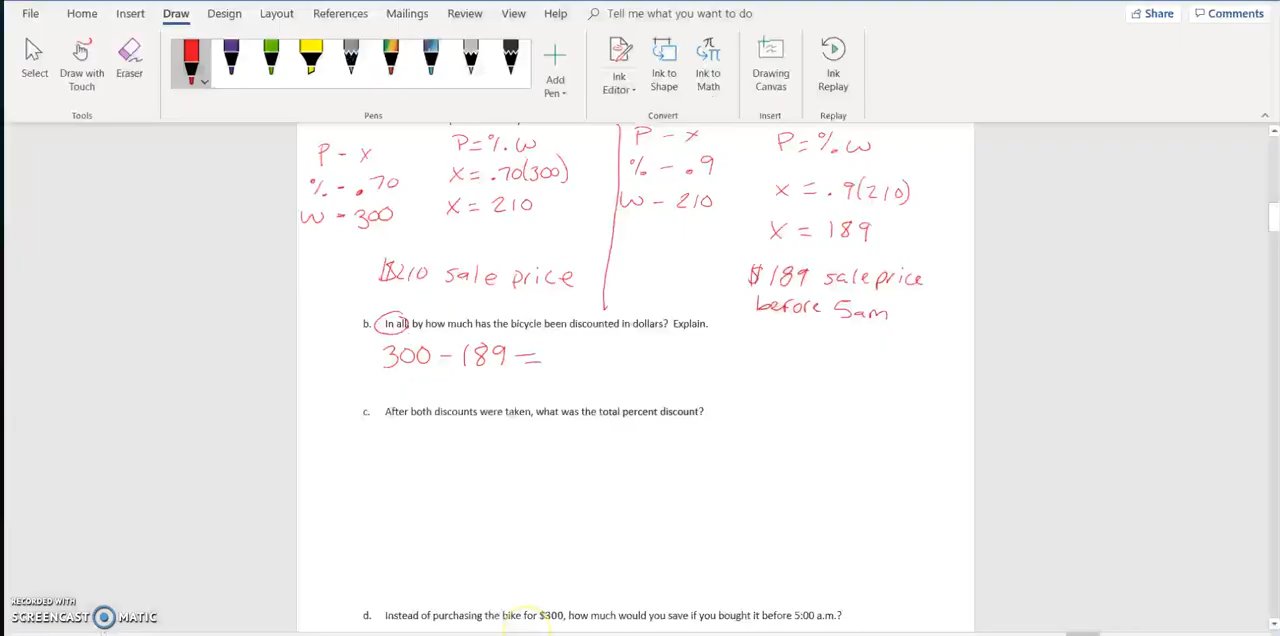 File Home Insert Draw Design Layout References Mailings Review View Help Tell me what you want to do Share Comments
Select Draw with Touch Eraser Add Pen Ink Editor Ink to Shape Ink to Math Drawing Canvas Ink Replay
Tools Pens Convert Insert Replay
P - x
% - .70
W - 300
P = % . W
x = .70(300)
x = 210
$210 sale price
P - x
% - .9
W - 210
P = % . W
x = .9(210)
x = 189
$189 sale price
before 5am
b. In all, by how much has the bicycle been discounted in dollars? Explain.
300 - 189 =
c. After both discounts were taken, what was the total percent discount?
d. Instead of purchasing the bike for $300, how much would you save if you bought it before 5:00 a.m.?
RECORDED WITH
SCREENCAST MATIC